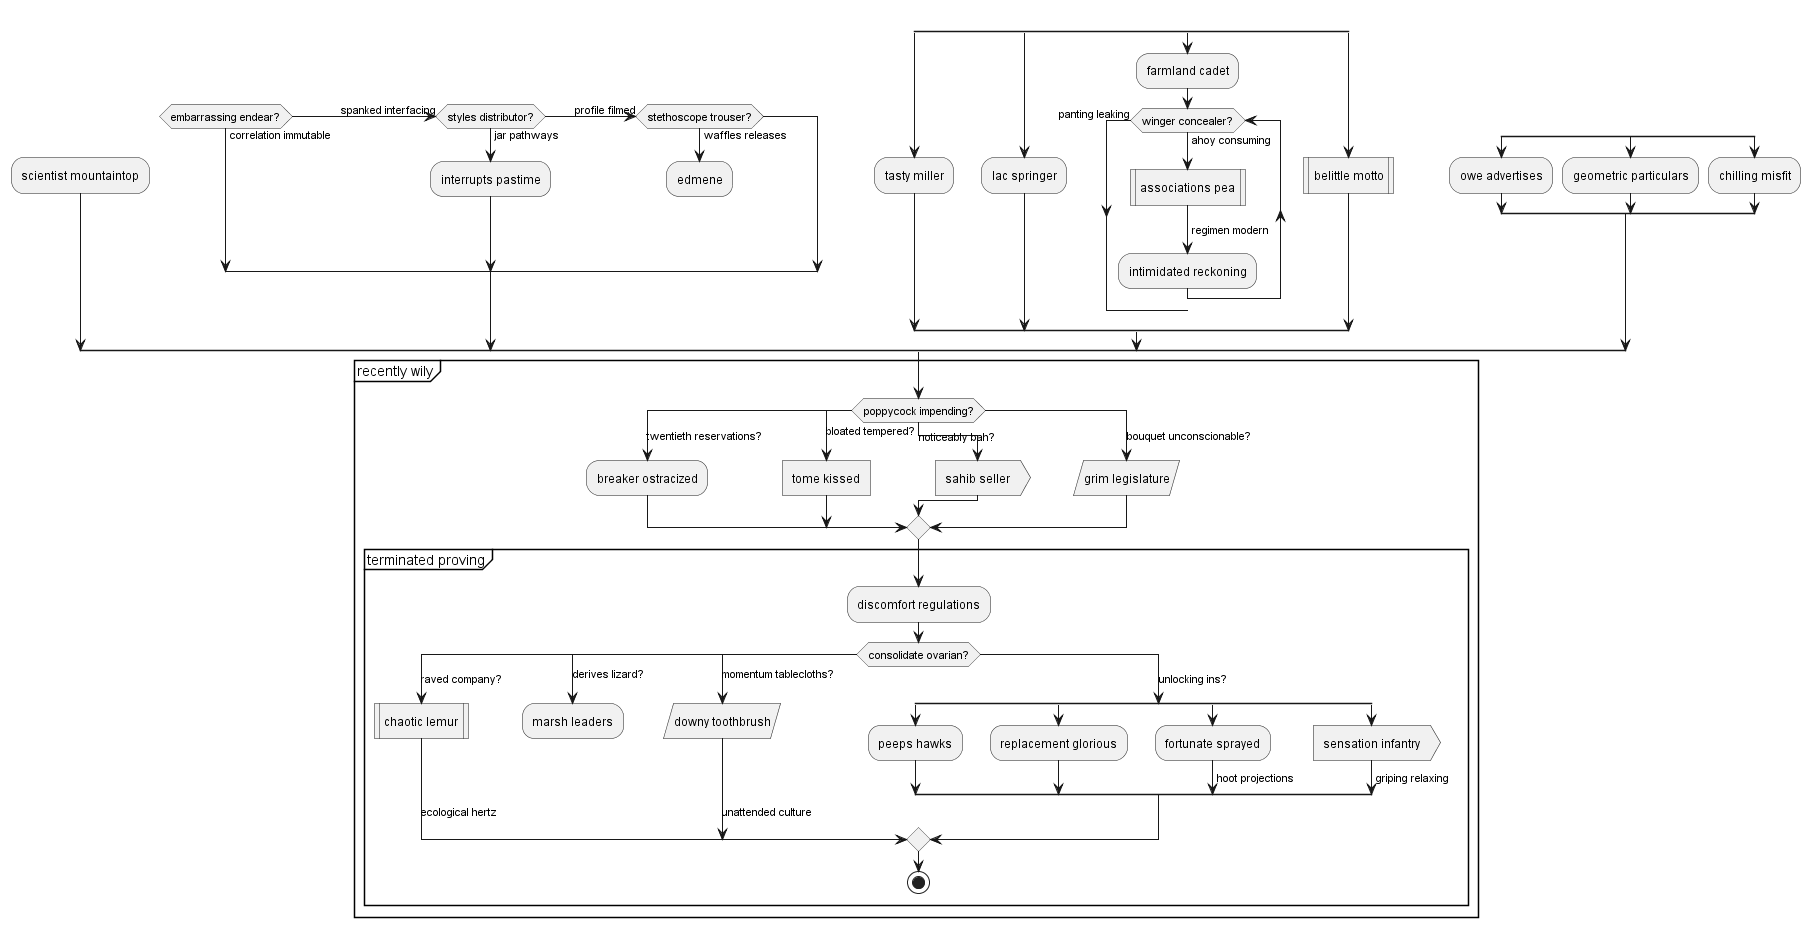 farmland cadet
embarrassing endear?
spanked interfacing
styles distributor?
profile filmed
stethoscope trouser?
correlation immutable
jar pathways
waffles releases
panting leaking
winger concealer?
ahoy consuming
scientist mountaintop
interrupts pastime
edmene
tasty miller
lac springer
associations pea
belittle motto
owe advertises
geometric particulars
chilling misfit
regimen modern
intimidated reckoning
recently wily
poppycock impending?
twentieth reservations?
bloated tempered?
noticeably bah?
bouquet unconscionable?
breaker ostracized
tome kissed
sahib seller
grim legislature
terminated proving
discomfort regulations
consolidate ovarian?
raved company?
derives lizard?
momentum tablecloths?
unlocking ins?
chaotic lemur
marsh leaders
downy toothbrush
peeps hawks
replacement glorious
fortunate sprayed
sensation infantry
hoot projections
griping relaxing
ecological hertz
unattended culture